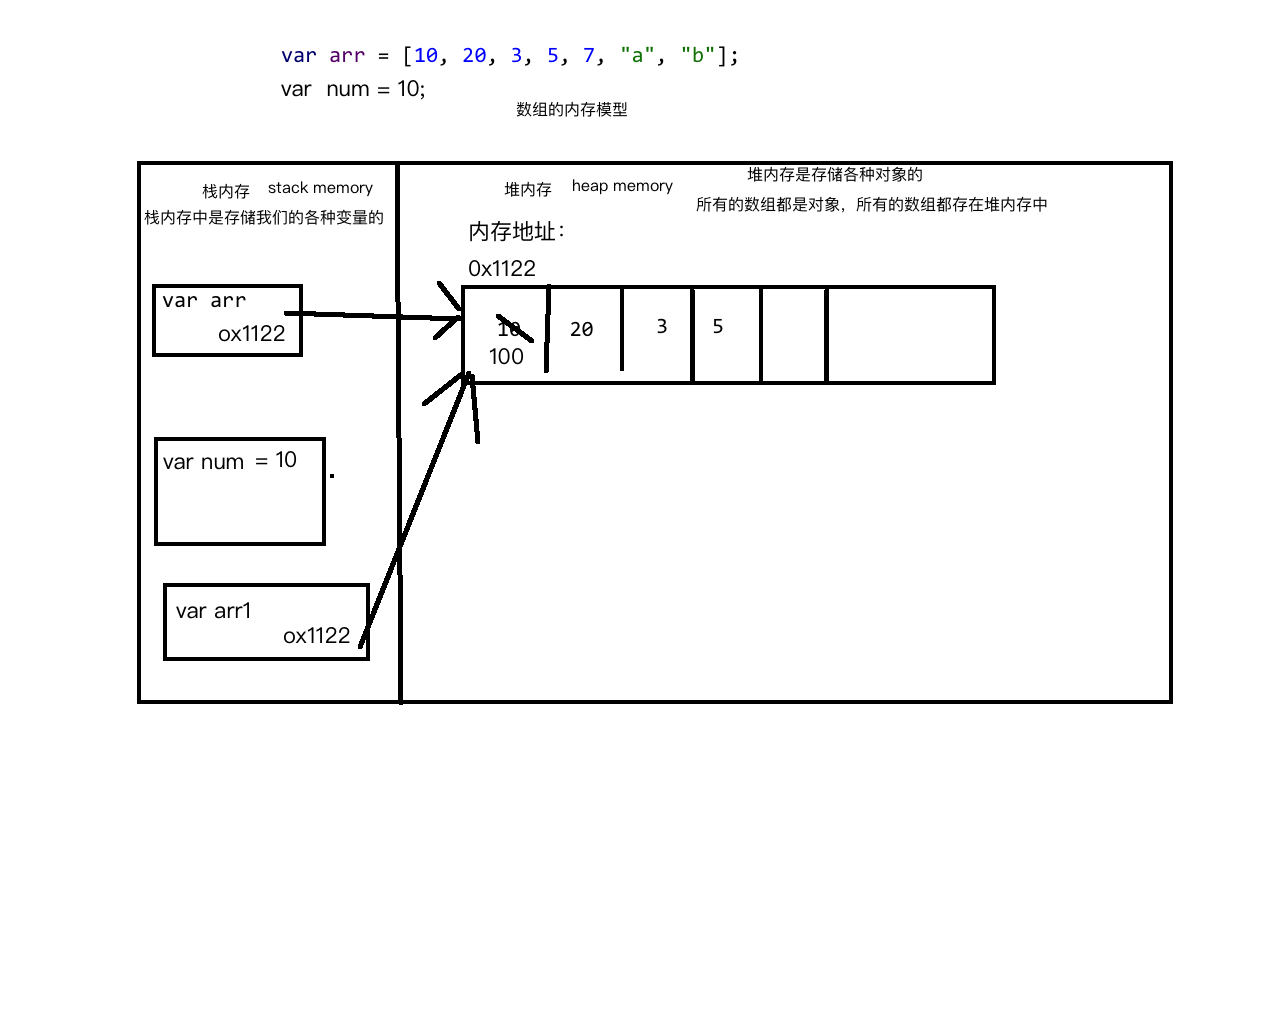 var arr = [10, 20, 3, 5, 7, "a", "b"];
var num = 10;
数组的内存模型
栈内存 stack memory
栈内存中是存储我们的各种变量的
堆内存 heap memory
堆内存是存储各种对象的
所有的数组都是对象，所有的数组都存在堆内存中
内存地址：
0x1122
var arr
ox1122
10 20 3 5
100
var num = 10
var arr1
ox1122